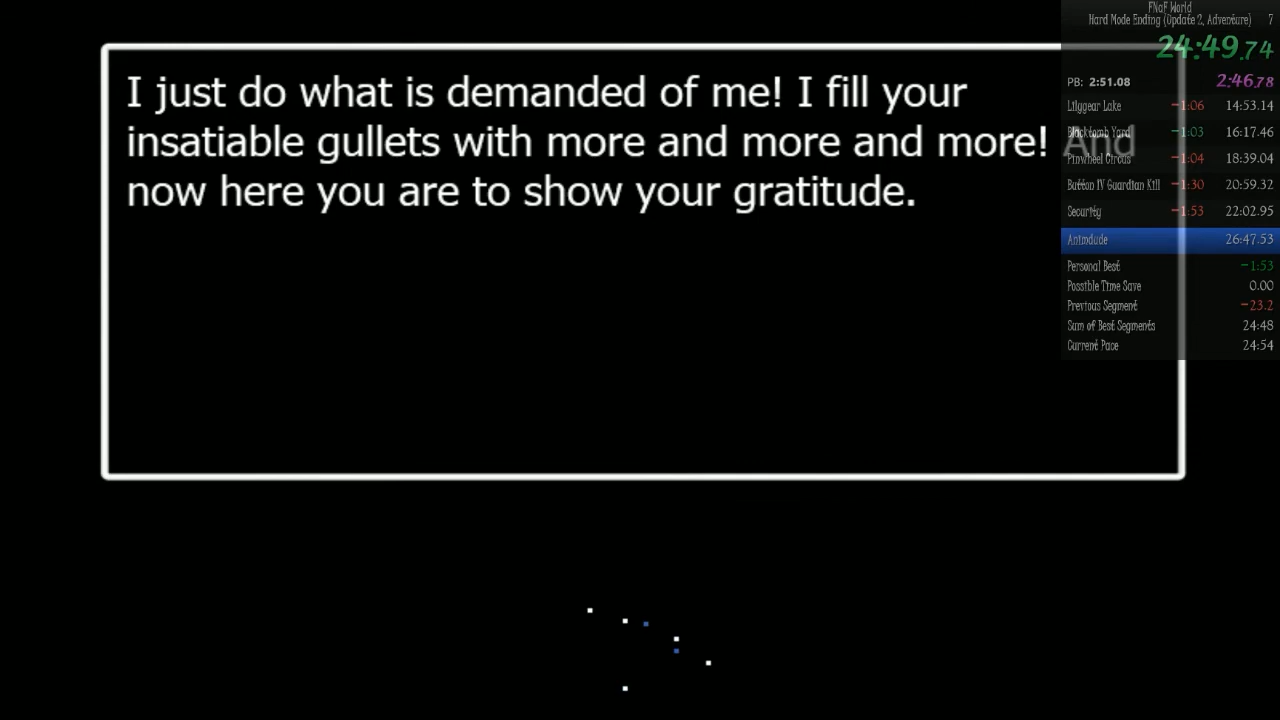 I just do what is demanded of me! I fill your
insatiable gullets with more and more and more! And
now here you are to show your gratitude.
FNaF World
Hard Mode Ending (Update 2, Adventure) 7
24:49.74
PB: 2:51.08 2:46.78
Lilygear Lake -1:06 14:53.14
Blacktomb Yard -1:03 16:17.46
Pinwheel Circus -1:04 18:39.04
Button IV Guardian Kill -1:30 20:59.32
Security -1:53 22:02.95
Animdude 26:47.53
Personal Best -1:53
Possible Time Save 0.00
Previous Segment -23.2
Sum of Best Segments 24:48
Current Pace 24:54